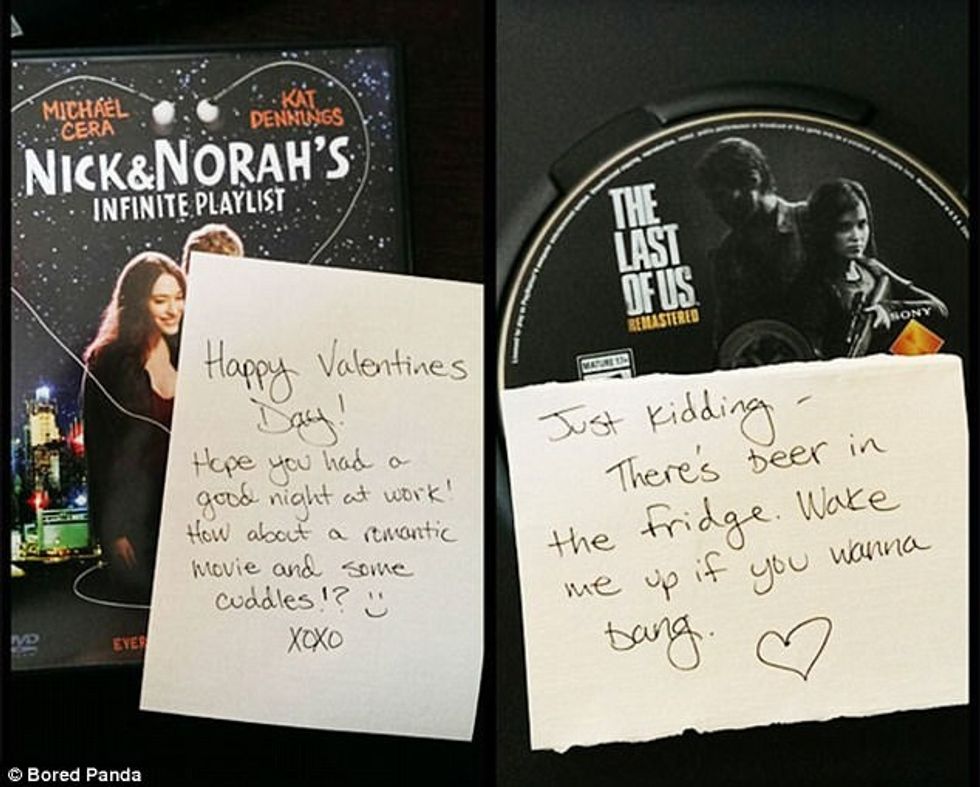 MICHAEL
CERA
KAT
DENNINGS
NICK&NORAH'S
INFINITE PLAYLIST
Happy Valentines
Day!
Hope you had a
good night at work!
How about a romantic
movie and some
cuddles!? :)
XOXO
THE
LAST
OF US
REMASTERED
SONY
MATURE 17+
Just Kidding -
There's beer in
the fridge. Wake
me up if you wanna
bang. ♡
© Bored Panda